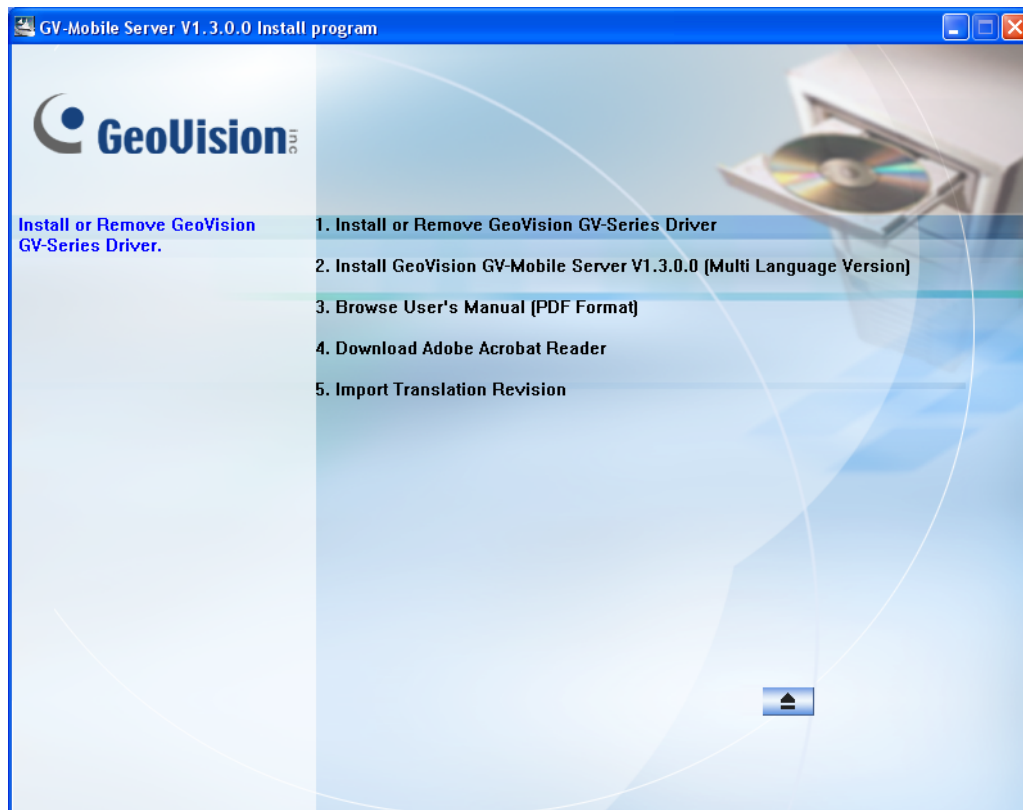 GV-Mobile Server V1.3.0.0 Install program
GeoVision inc
Install or Remove GeoVision
GV-Series Driver.
1. Install or Remove GeoVision GV-Series Driver
2. Install GeoVision GV-Mobile Server V1.3.0.0 (Multi Language Version)
3. Browse User's Manual (PDF Format)
4. Download Adobe Acrobat Reader
5. Import Translation Revision